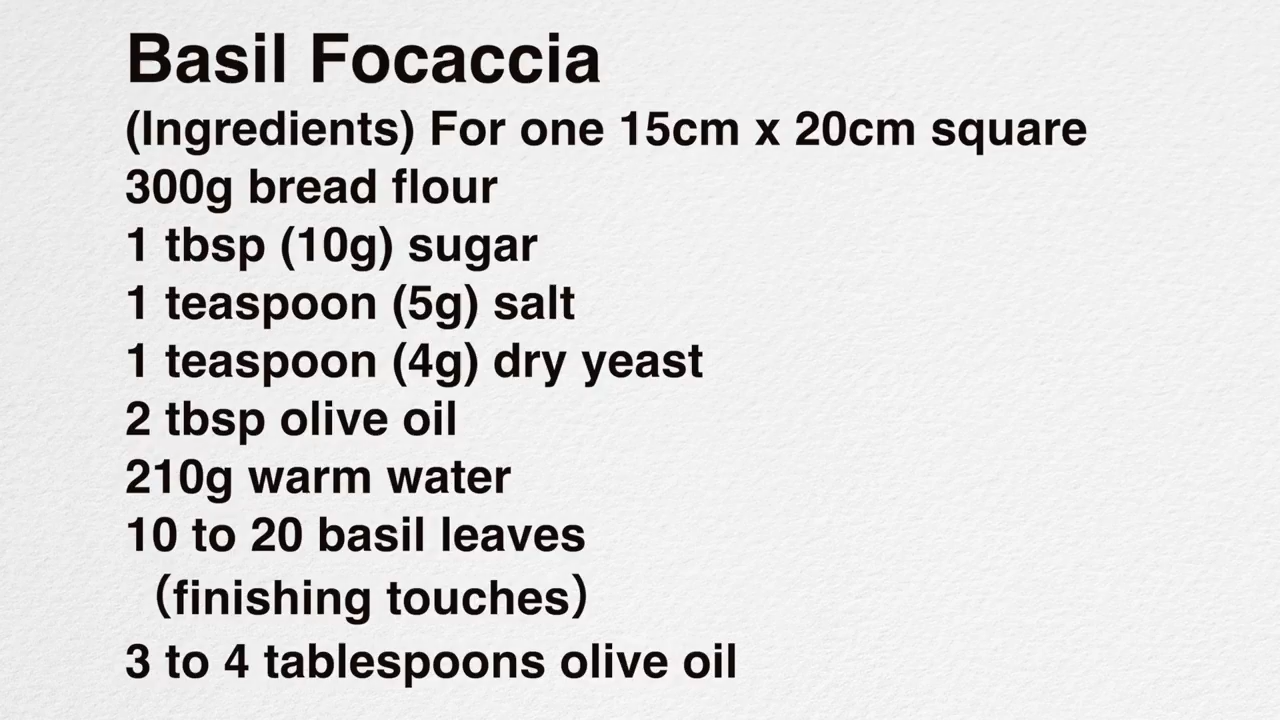 Basil Focaccia
(Ingredients) For one 15cm x 20cm square
300g bread flour
1 tbsp (10g) sugar
1 teaspoon (5g) salt
1 teaspoon (4g) dry yeast
2 tbsp olive oil
210g warm water
10 to 20 basil leaves
（finishing touches）
3 to 4 tablespoons olive oil